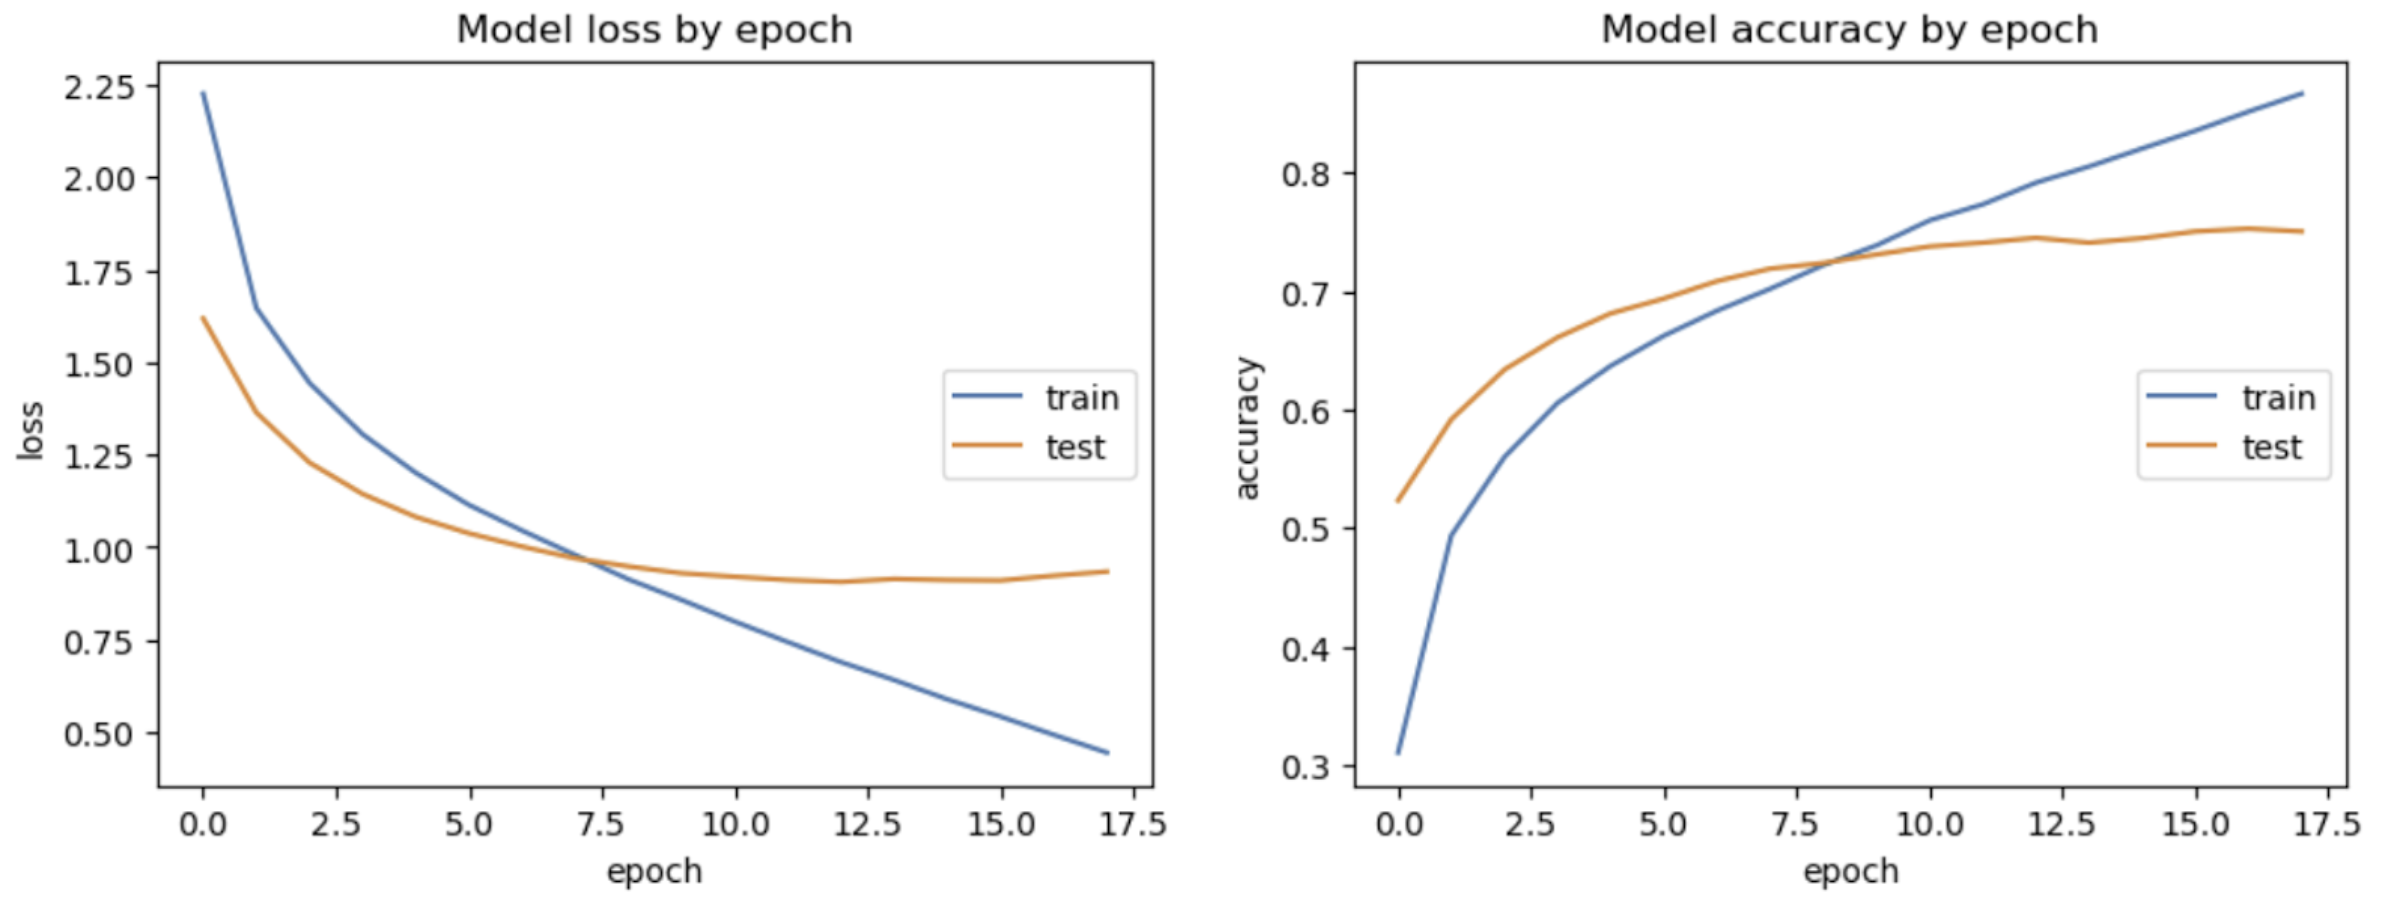 Model loss by epoch
2.25
2.00
1.75
1.50
1.25
1.00
0.75
0.50
loss
train
test
0.0 2.5 5.0 7.5 10.0 12.5 15.0 17.5
epoch
Model accuracy by epoch
0.8
0.7
0.6
0.5
0.4
0.3
accuracy
train
test
0.0 2.5 5.0 7.5 10.0 12.5 15.0 17.5
epoch